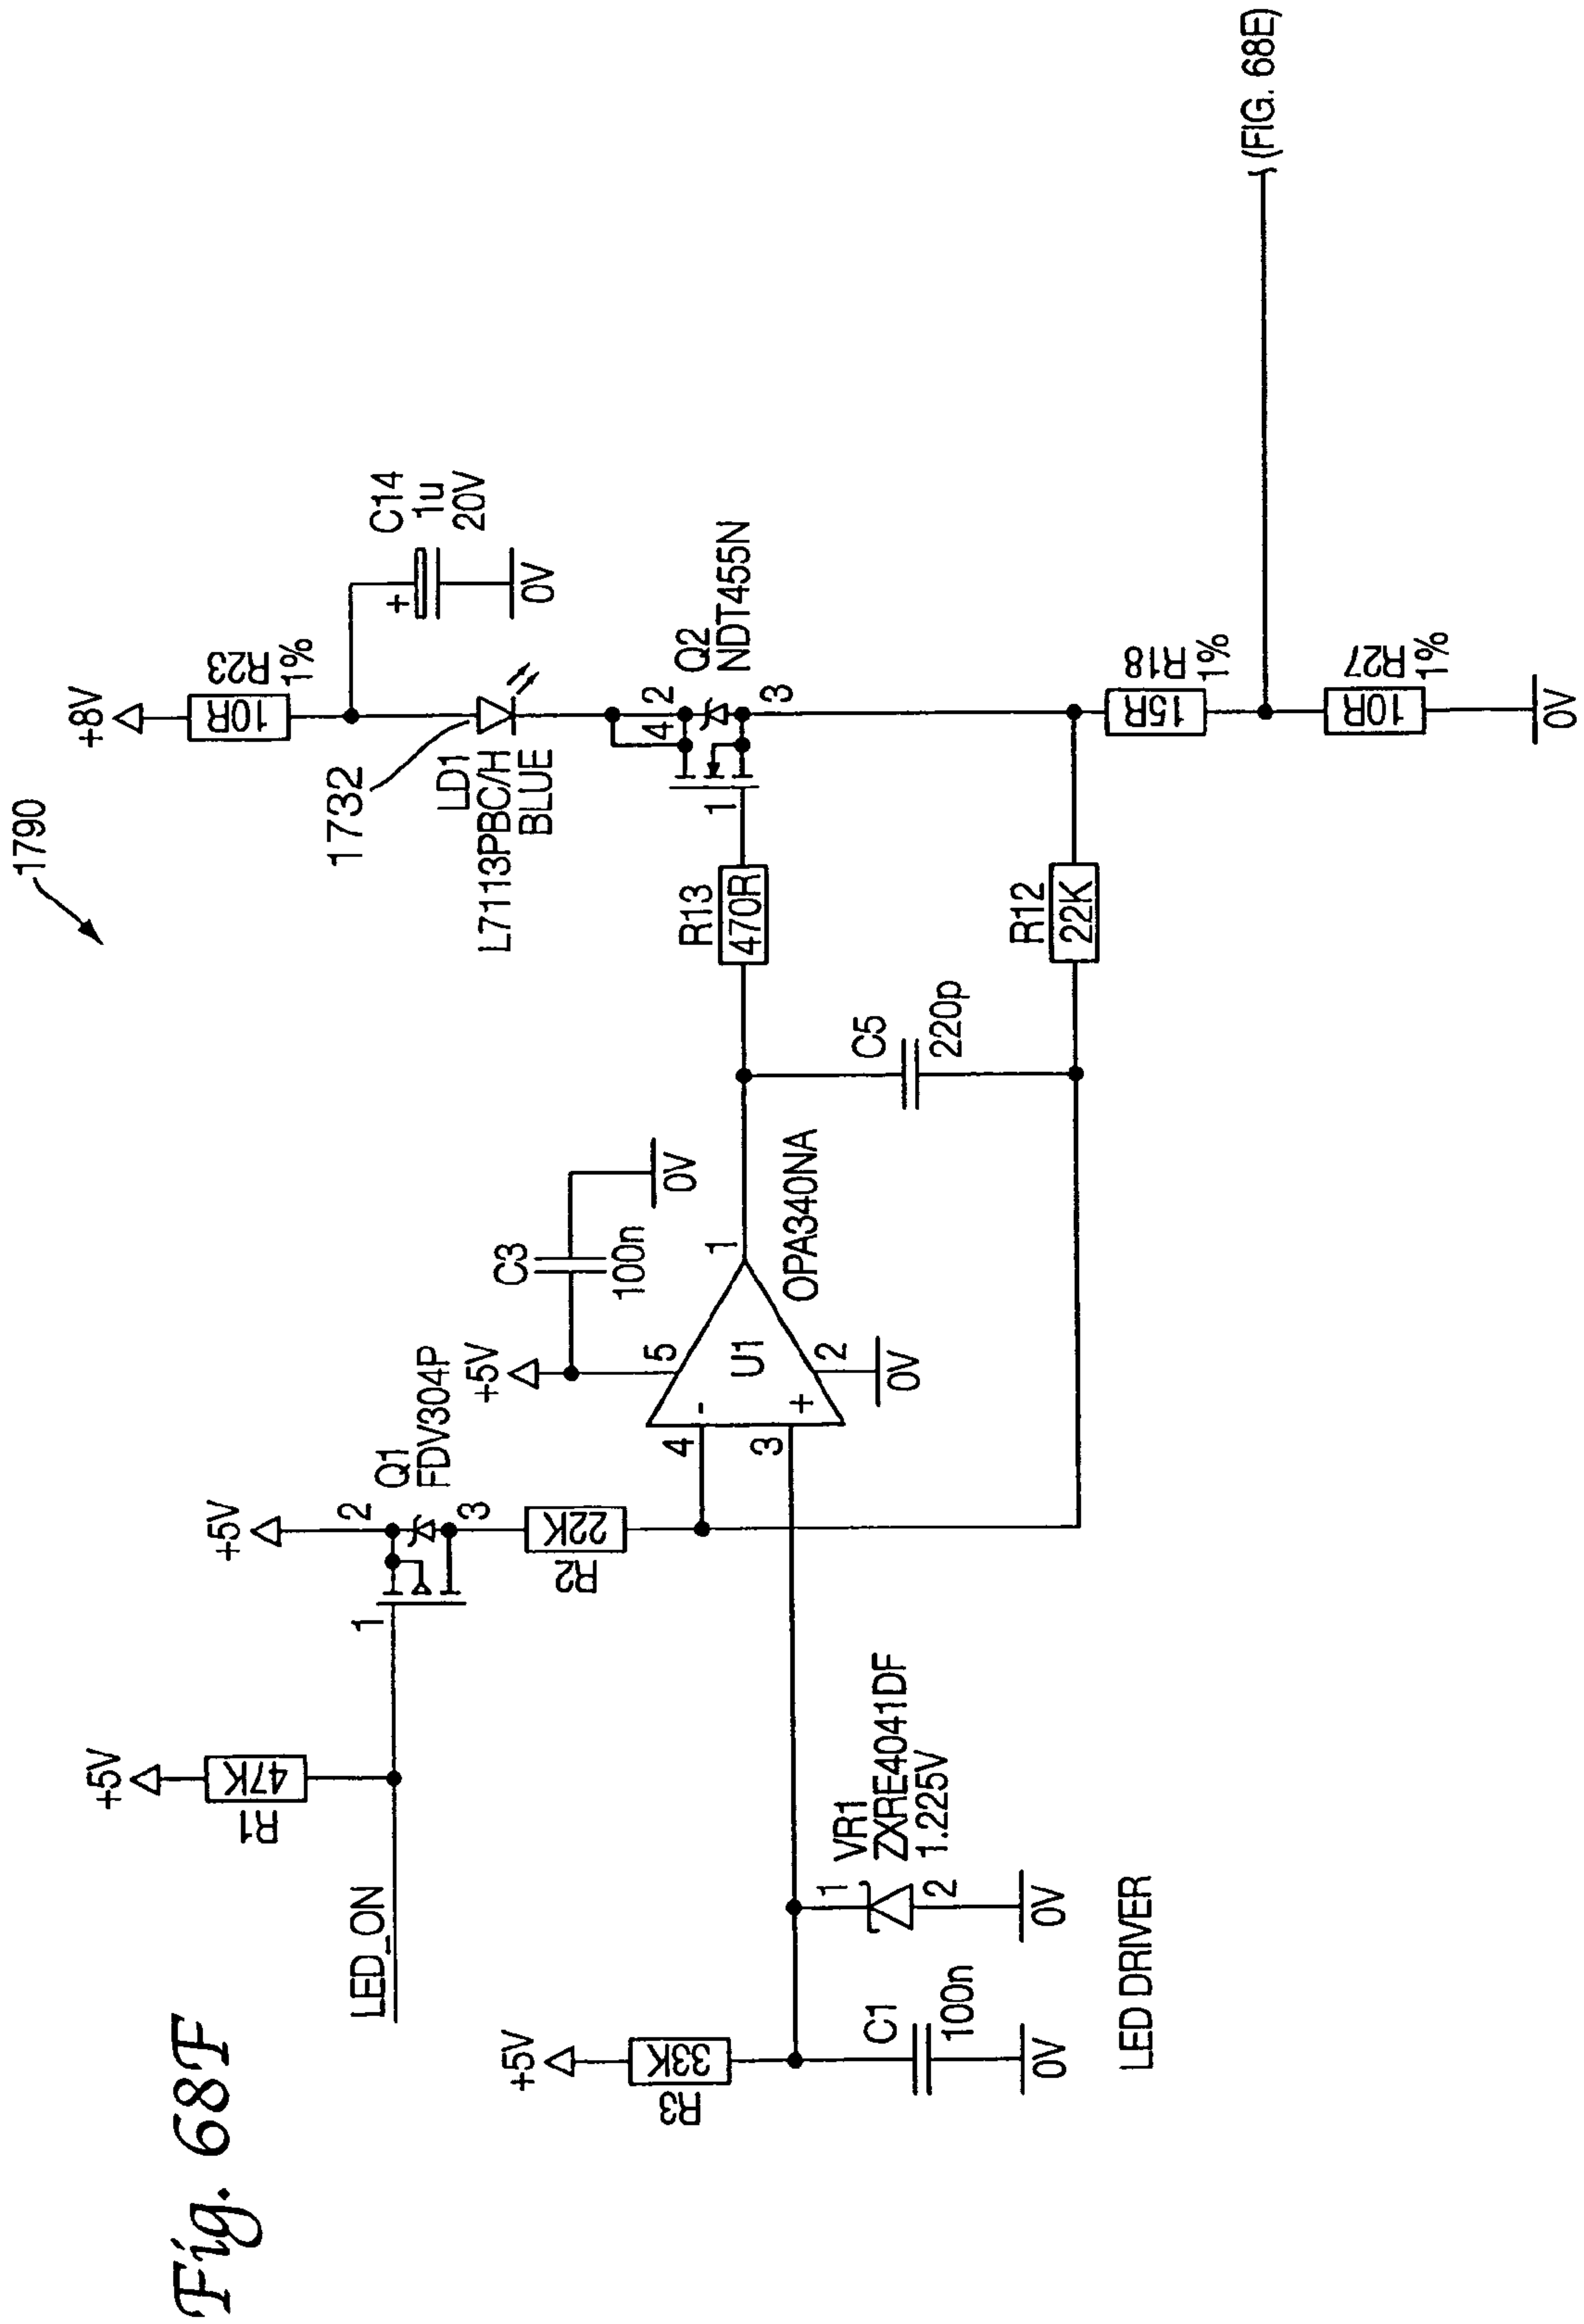 Fig. 68F
1790
LED_ON
+5V
R1
47K
1
+5V
2
3
Q1
FDV304P
R2
22K
+5V
R3
33K
C1
100n
0V
VR1
ZXRE4041DF
1.225V
1
2
0V
+5V
C3
100n
0V
4
3
-
+
U1
5
2
0V
1
OPA340NA
C5
220p
R13
470R
R12
22K
+8V
10R
R23
1%
C14
1u
20V
+
0V
1732
LD1
L7113PBC/H
BLUE
1
4
2
3
Q2
NDT455N
15R
R18
1%
10R
R27
1%
0V
(FIG. 68E)
LED DRIVER